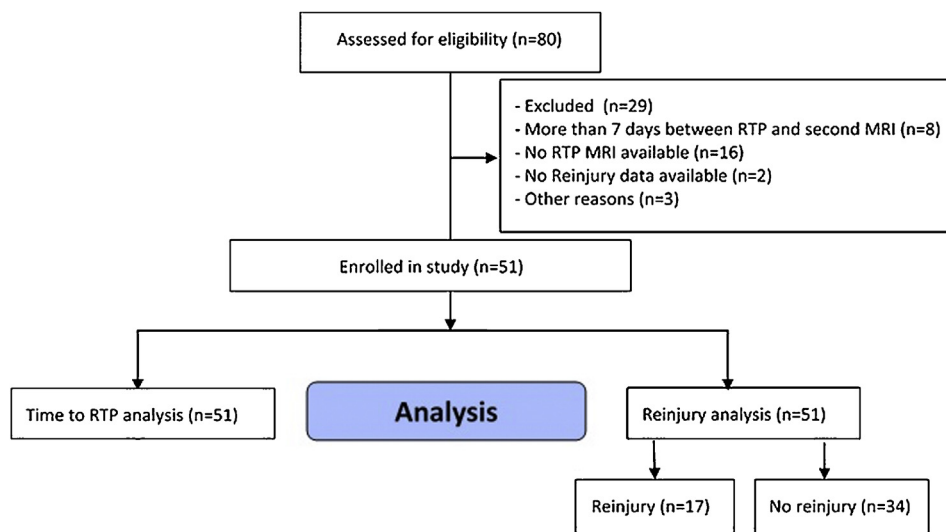 Assessed for eligibility (n=80)
- Excluded (n=29)
- More than 7 days between RTP and second MRI (n=8)
- No RTP MRI available (n=16)
- No Reinjury data available (n=2)
- Other reasons (n=3)
Enrolled in study (n=51)
Time to RTP analysis (n=51)
Analysis
Reinjury analysis (n=51)
Reinjury (n=17)
No reinjury (n=34)